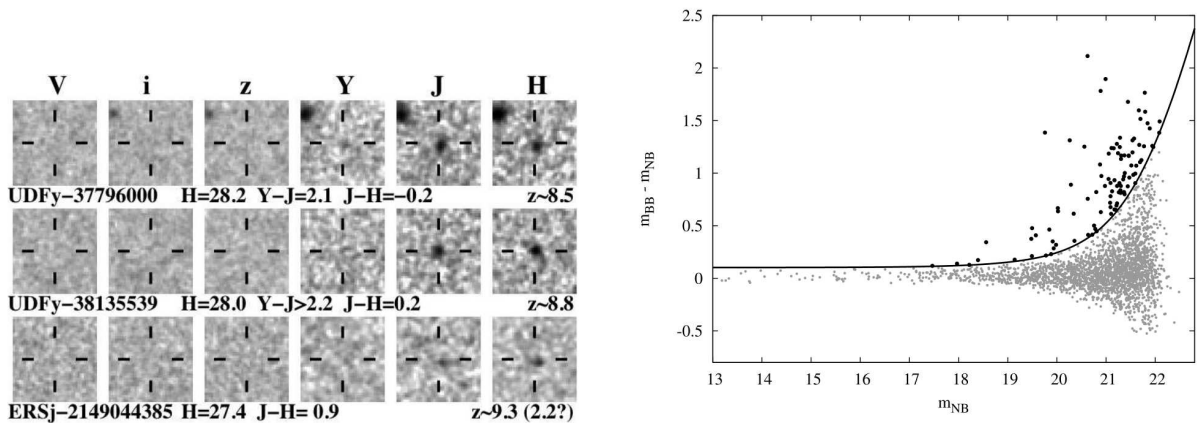 V i z Y J H
UDFy-37796000 H=28.2 Y-J=2.1 J-H=-0.2 z~8.5
UDFy-38135539 H=28.0 Y-J>2.2 J-H=0.2 z~8.8
ERSj-2149044385 H=27.4 J-H= 0.9 z~9.3 (2.2?)
2.5
2
1.5
1
0.5
0
-0.5
m_BB - m_NB
13 14 15 16 17 18 19 20 21 22
m_NB